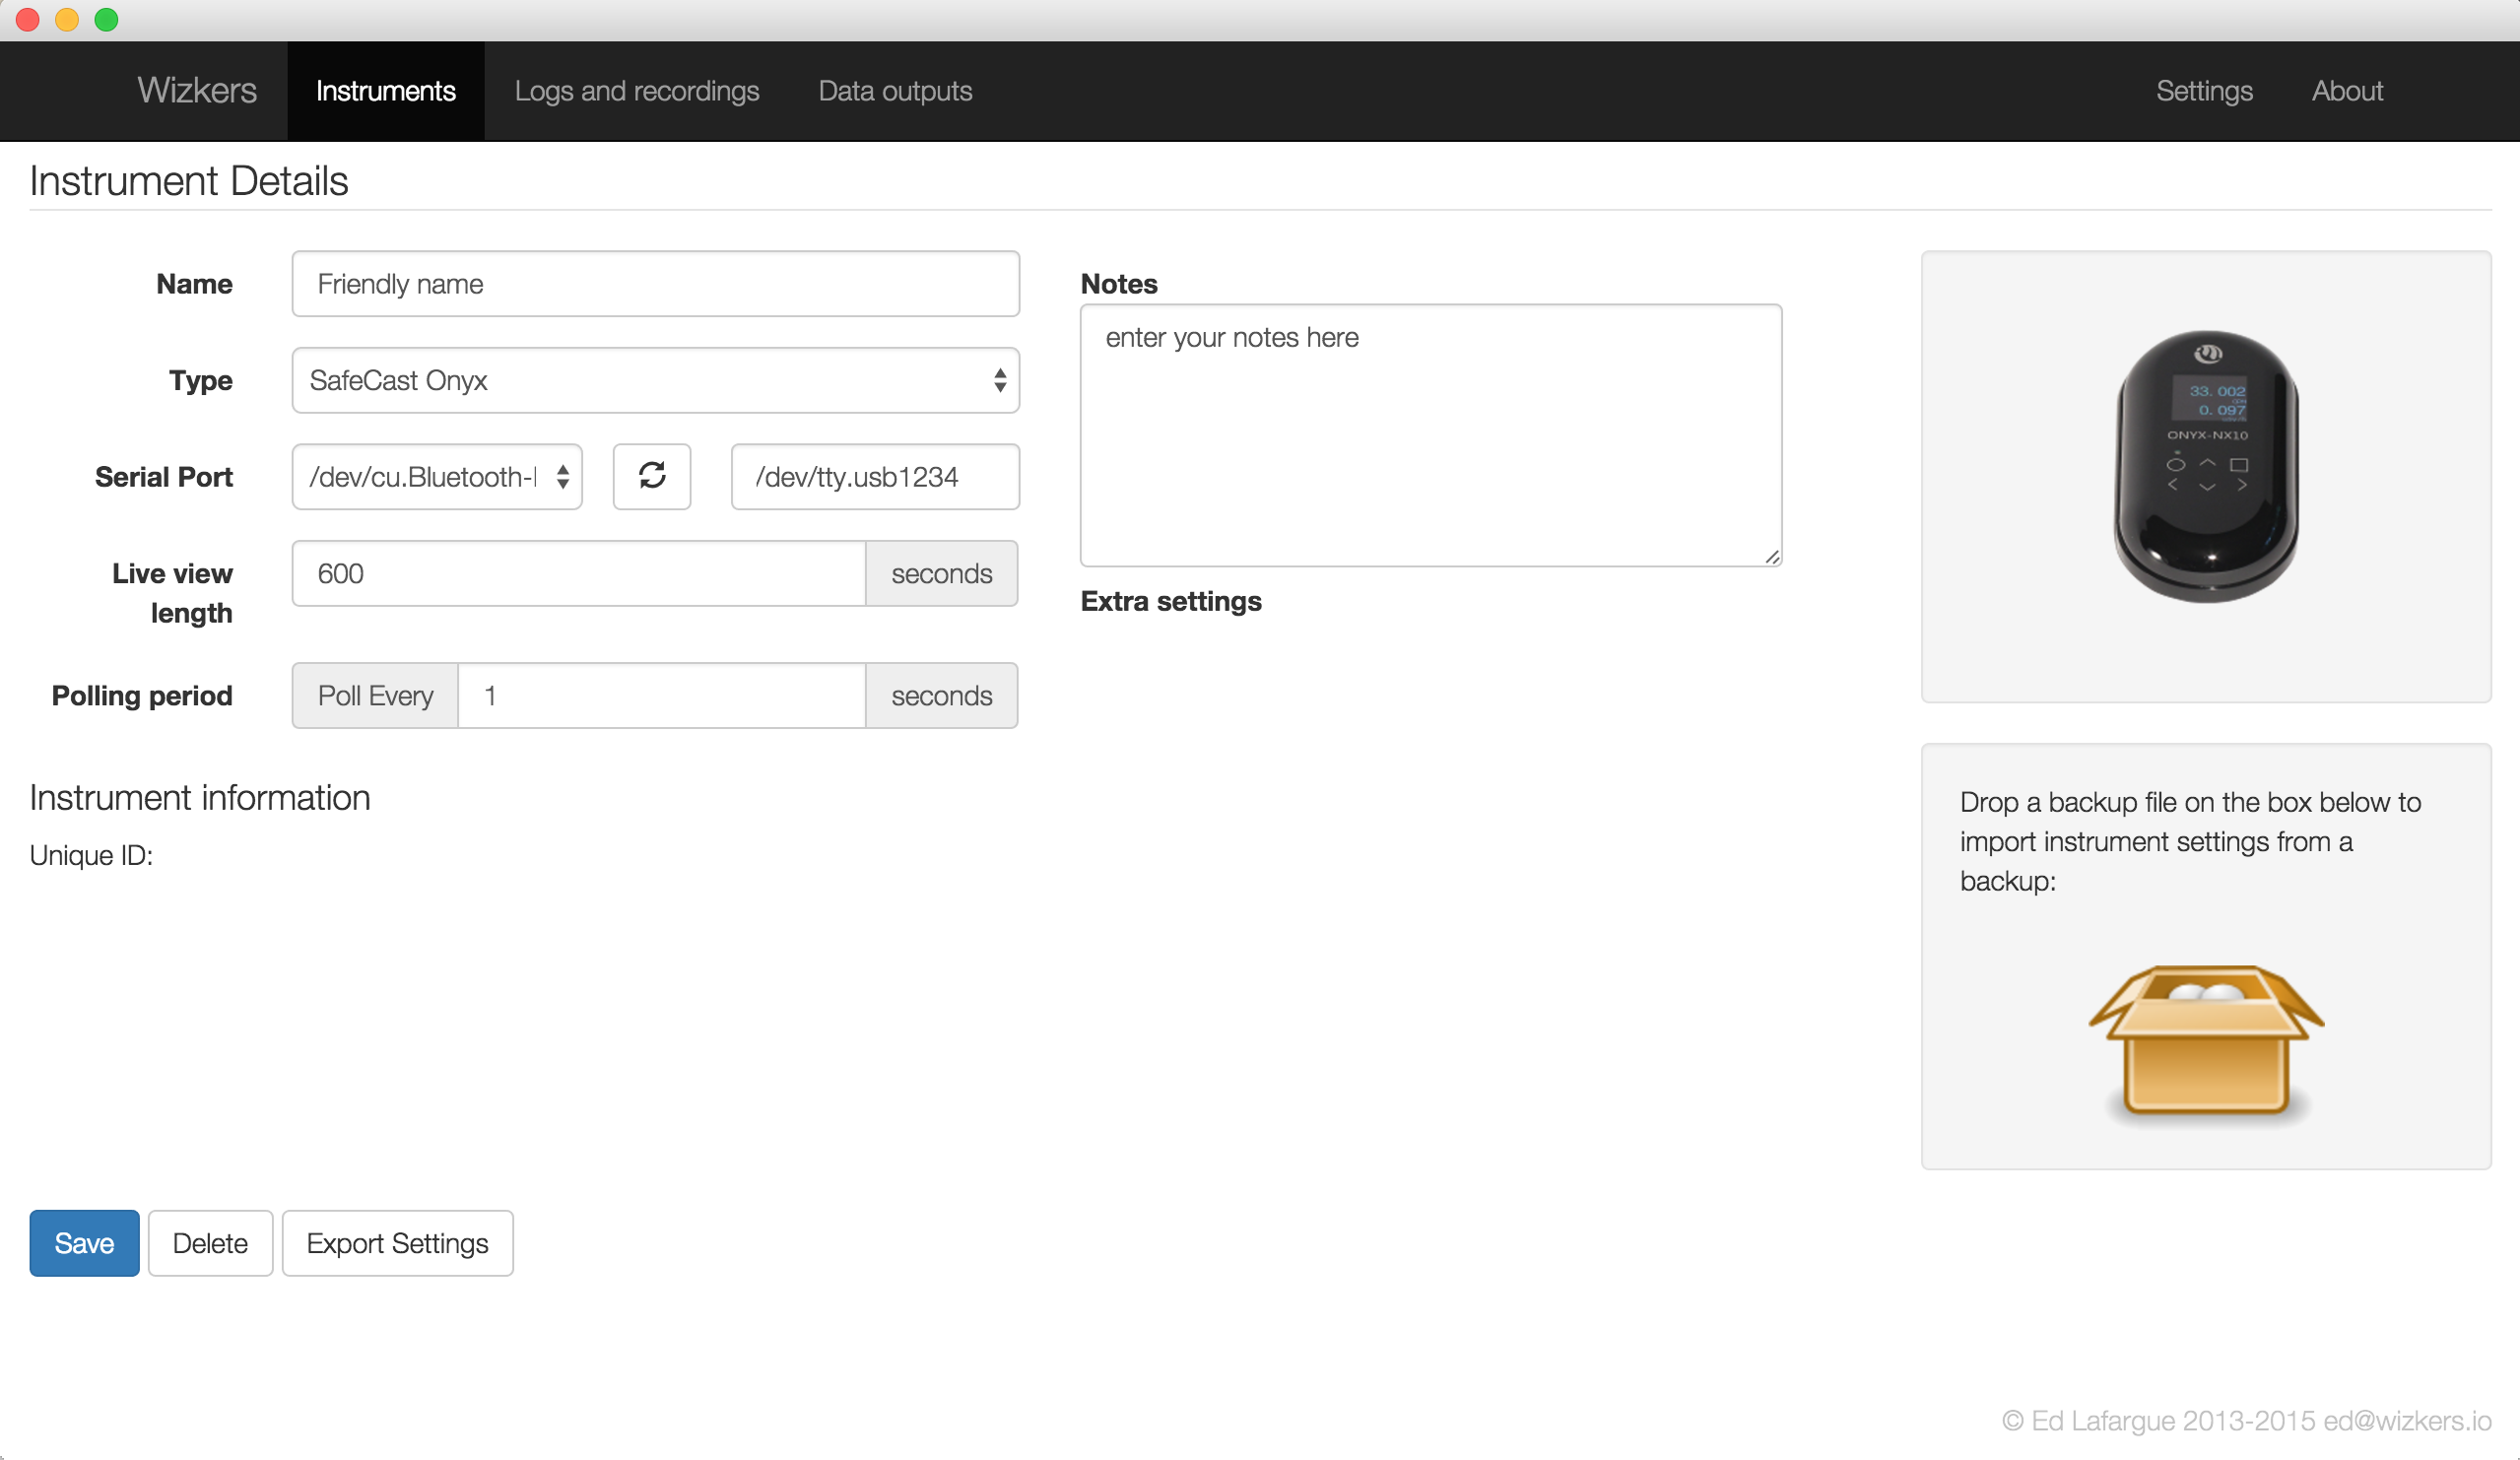 Wizkers Instruments Logs and recordings Data outputs Settings About
Instrument Details
Name Friendly name
Type SafeCast Onyx
Serial Port /dev/cu.Bluetooth- /dev/tty.usb1234
Live view length 600 seconds
Polling period Poll Every 1 seconds
Notes
enter your notes here
Extra settings
33.002
0.097
ONYX-NX10
Instrument information
Unique ID:
Drop a backup file on the box below to
import instrument settings from a
backup:
Save Delete Export Settings
© Ed Lafargue 2013-2015 ed@wizkers.io